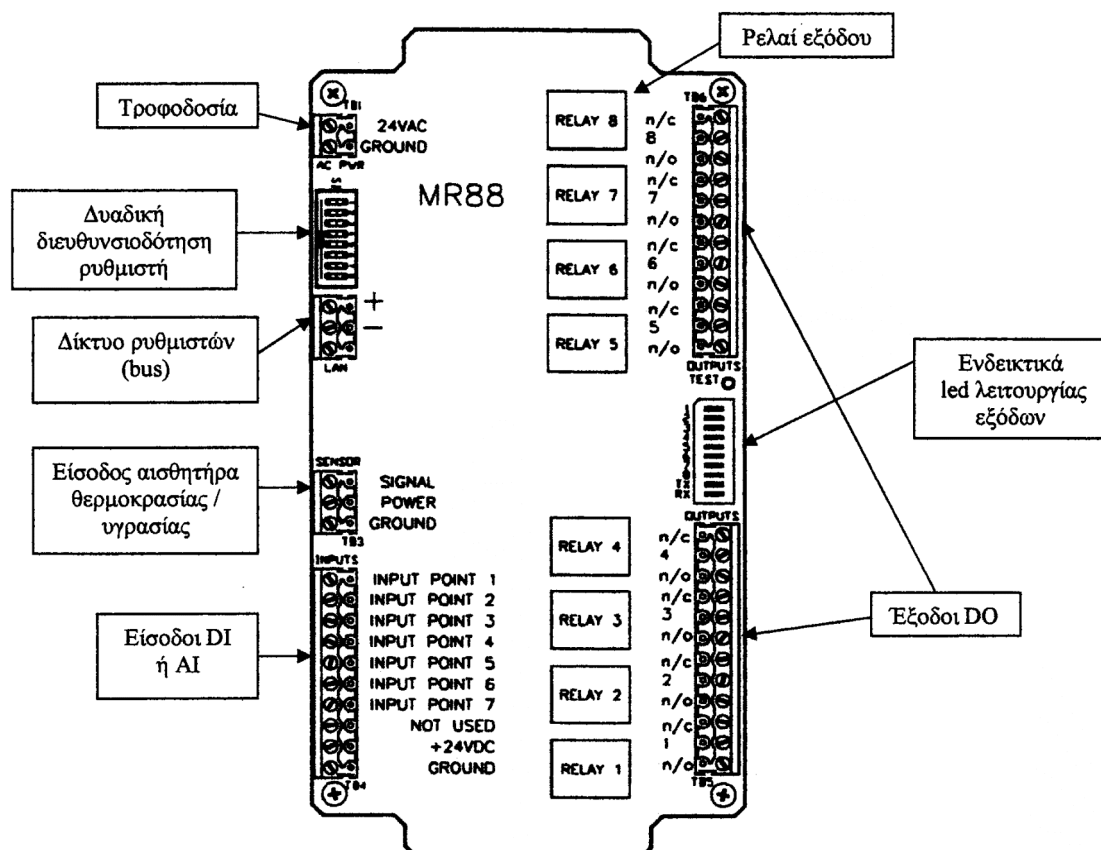 Ρελαί εξόδου
Τροφοδοσία
Δυαδική
διευθυνσιοδότηση
ρυθμιστή
Δίκτυο ρυθμιστών
(bus)
Είσοδος αισθητήρα
θερμοκρασίας /
υγρασίας
Είσοδοι DI
ή AI
TB1
24VAC
GROUND
AC PWR
MR88
+
−
LAN
SENSOR
SIGNAL
POWER
GROUND
TB3
INPUTS
INPUT POINT 1
INPUT POINT 2
INPUT POINT 3
INPUT POINT 4
INPUT POINT 5
INPUT POINT 6
INPUT POINT 7
NOT USED
+24VDC
GROUND
TB4
RELAY 8
RELAY 7
RELAY 6
RELAY 5
RELAY 4
RELAY 3
RELAY 2
RELAY 1
TB6
n/c
8
n/o
n/c
7
n/o
n/c
6
n/o
n/c
5
n/o
OUTPUTS
TEST
TX
RX
OUTPUTS
n/c
4
n/o
n/c
3
n/o
n/c
2
n/o
n/c
1
n/o
TB5
Ενδεικτικά
led λειτουργίας
εξόδων
Έξοδοι DO